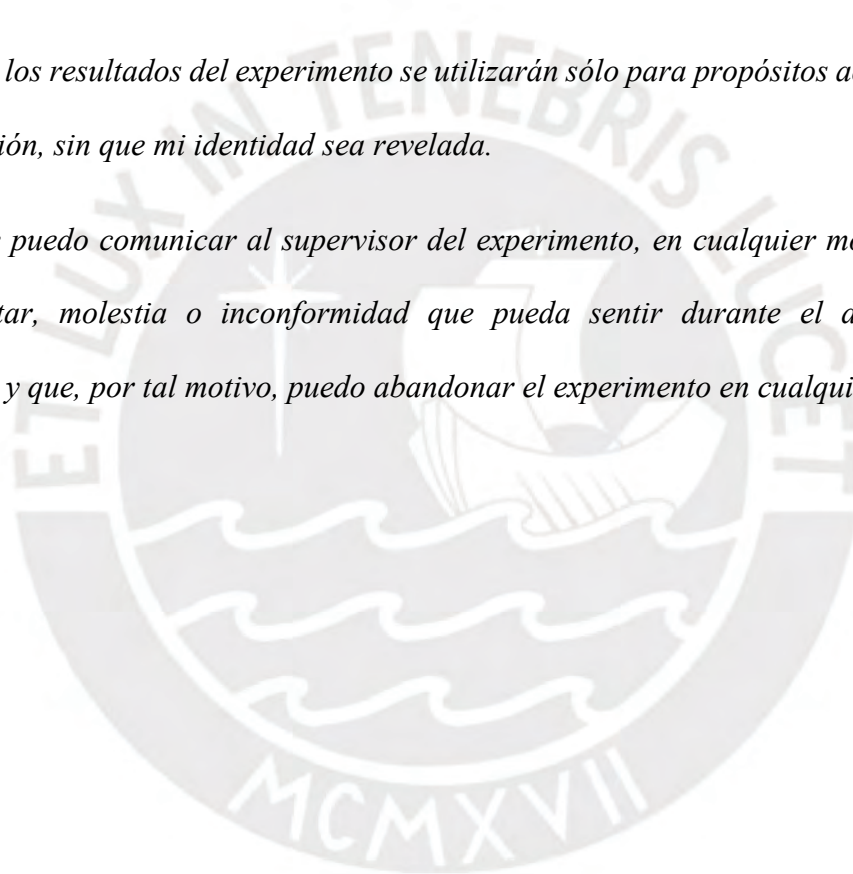 los resultados del experimento se utilizarán sólo para propósitos
ión, sin que mi identidad sea revelada.
puedo comunicar al supervisor del experimento, en cualquier
tar, molestia o inconformidad que pueda sentir durante el
y que, por tal motivo, puedo abandonar el experimento en
ET LUX IN TENEBRIS LUCET
MCMXVII